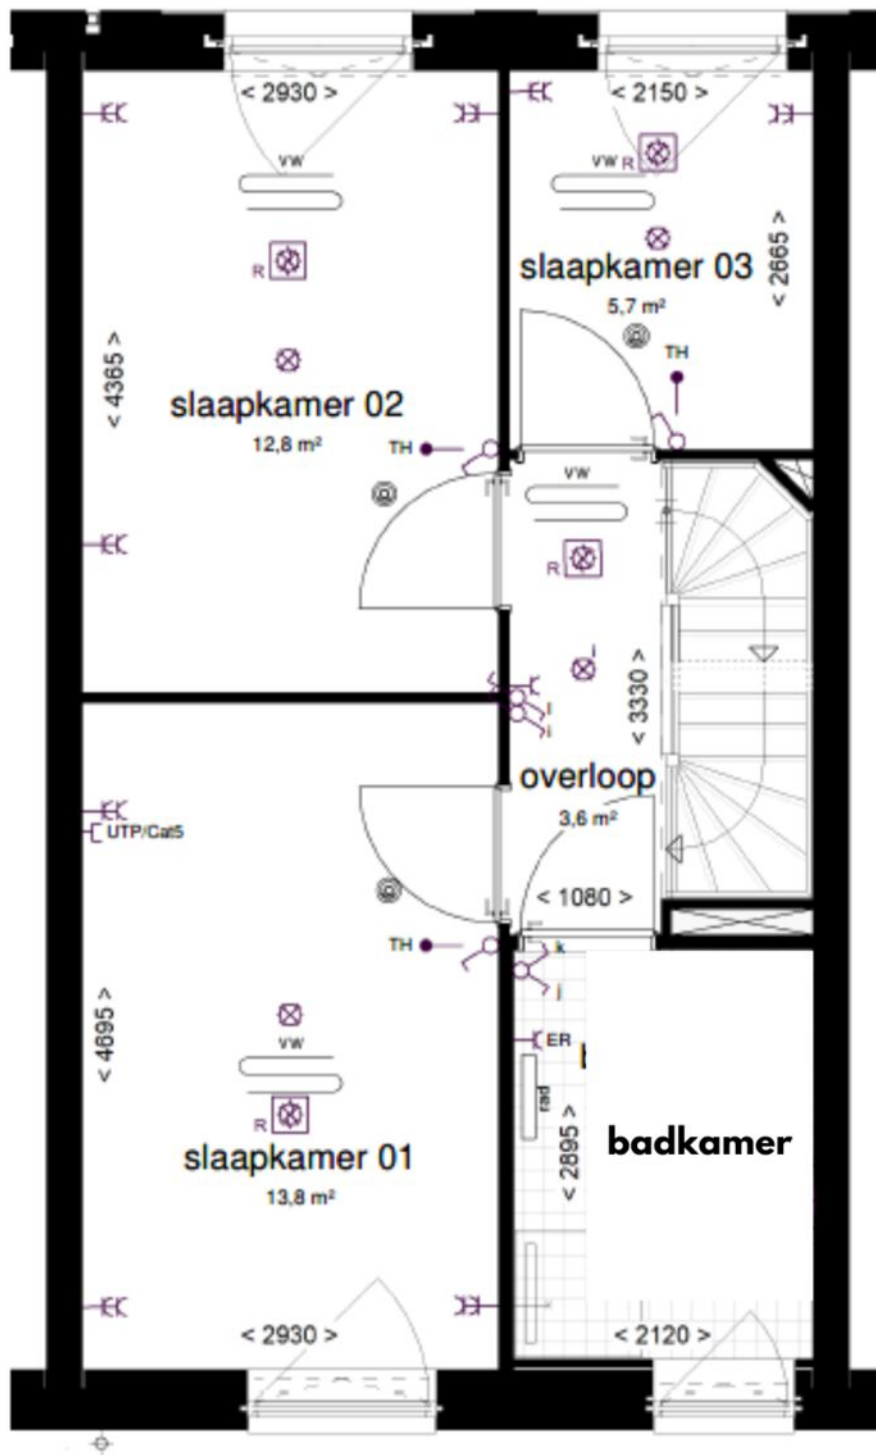 < 2930 >
< 2150 >
VW
VW
R
R
< 2665 >
slaapkamer 03
5,7 m²
TH
< 4365 >
slaapkamer 02
12,8 m²
TH
VW
R
i
< 3330 >
l
i
overloop
3,6 m²
UTP/Cat5
< 1080 >
TH
k
j
ER
< 4695 >
VW
rad
< 2895 >
badkamer
R
slaapkamer 01
13,8 m²
< 2930 >
< 2120 >